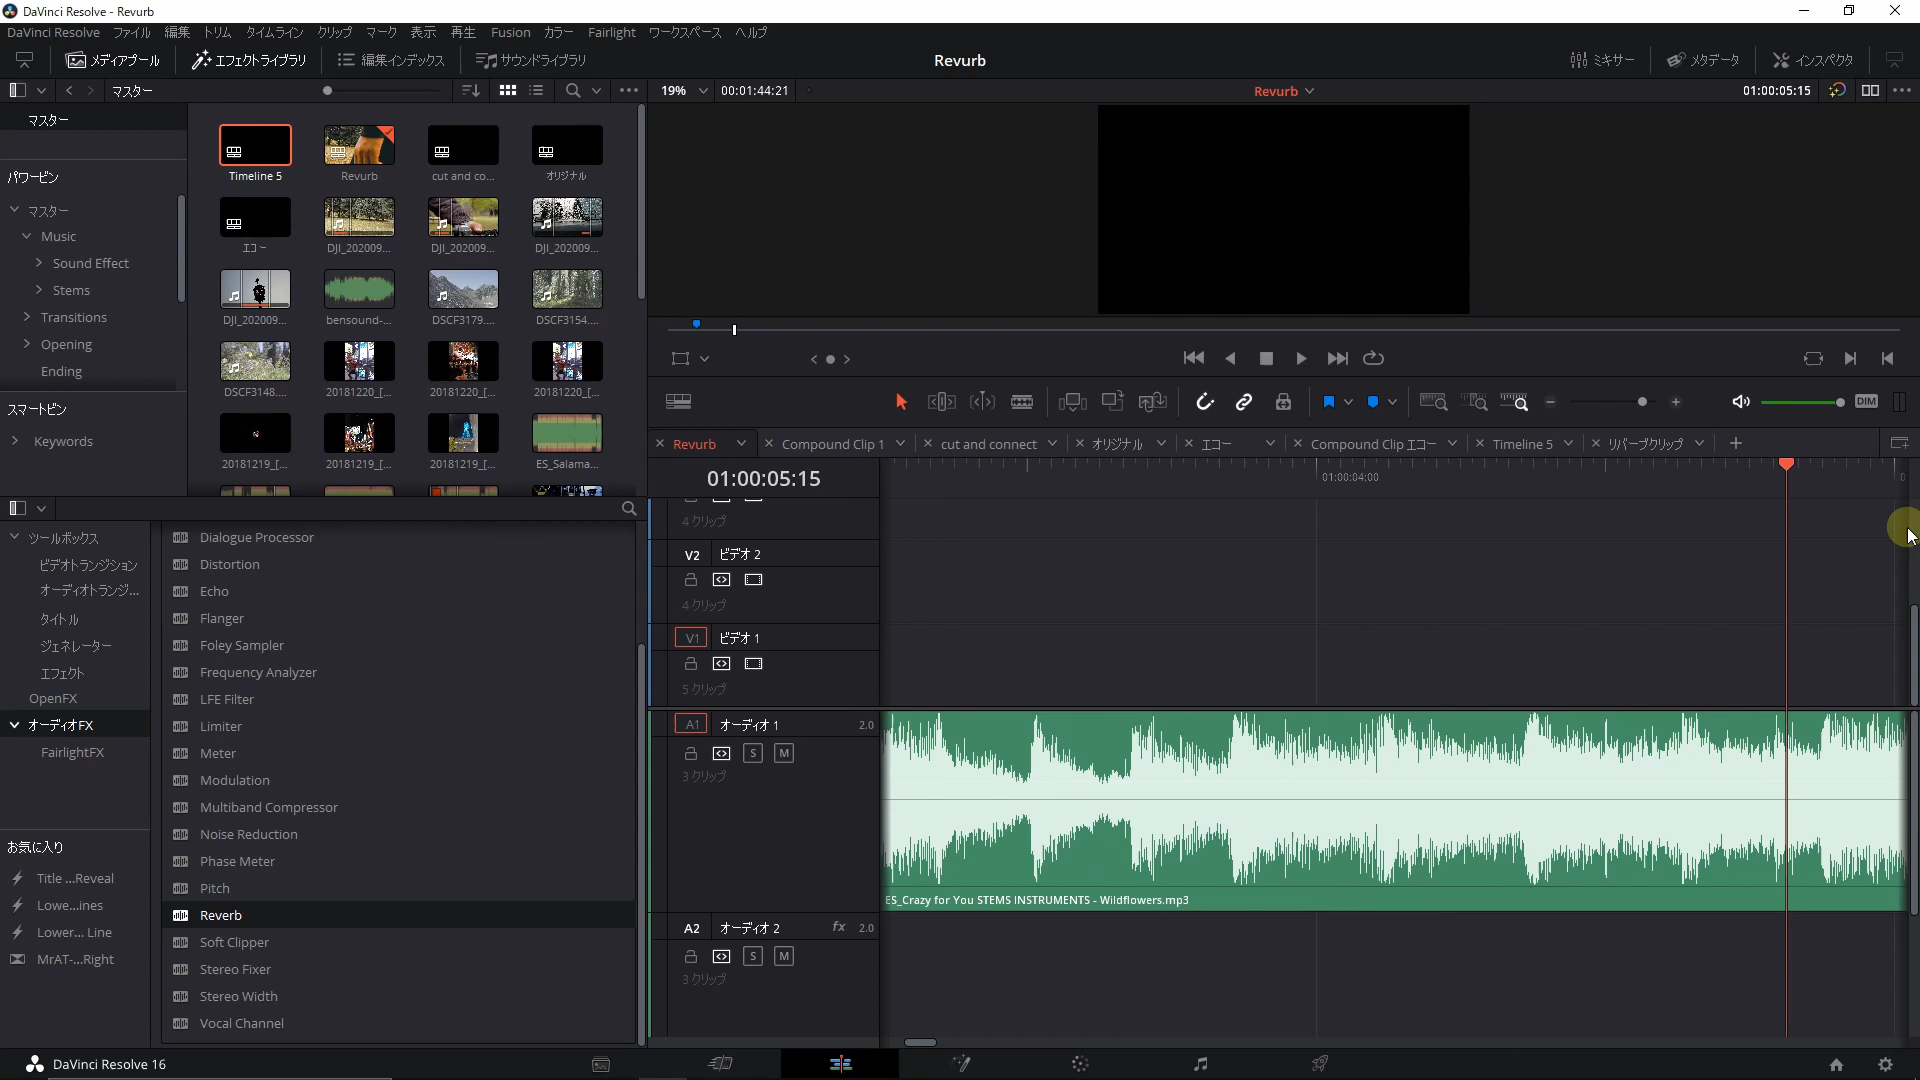 DaVinci Resolve - Revurb
DaVinci Resolve ファイル 編集 トリム タイムライン クリップ マーク 表示 再生 Fusion カラー Fairlight ワークスペース ヘルプ
メディアプール エフェクトライブラリ 編集インデックス サウンドライブラリ Revurb ミキサー メタデータ インスペクタ
マスター 19% 00:01:44:21 Revurb 01:00:05:15
マスター
パワービン
マスター
Music
Sound Effect
Stems
Transitions
Opening
Ending
スマートビン
Keywords
Timeline 5 Revurb cut and co... オリジナル
エコー DJI_202009... DJI_202009... DJI_202009...
DJI_202009... bensound-... DSCF3179.... DSCF3154....
DSCF3148.... 20181220_[... 20181220_[... 20181220_[...
20181219_[... 20181219_[... 20181219_[... ES_Salama...
DIM
Revurb Compound Clip 1 cut and connect オリジナル エコー Compound Clip エコー Timeline 5 リバーブクリップ
01:00:05:15
01:00:04:00
4 クリップ
V2 ビデオ 2
4 クリップ
V1 ビデオ 1
5 クリップ
A1 オーディオ 1 2.0
S M
3 クリップ
ES_Crazy for You STEMS INSTRUMENTS - Wildflowers.mp3
A2 オーディオ 2 fx 2.0
S M
3 クリップ
ツールボックス
ビデオトランジション
オーディオトランジ...
タイトル
ジェネレーター
エフェクト
OpenFX
オーディオFX
FairlightFX
お気に入り
Title ...Reveal
Lowe...ines
Lower... Line
MrAT-...Right
Dialogue Processor
Distortion
Echo
Flanger
Foley Sampler
Frequency Analyzer
LFE Filter
Limiter
Meter
Modulation
Multiband Compressor
Noise Reduction
Phase Meter
Pitch
Reverb
Soft Clipper
Stereo Fixer
Stereo Width
Vocal Channel
DaVinci Resolve 16